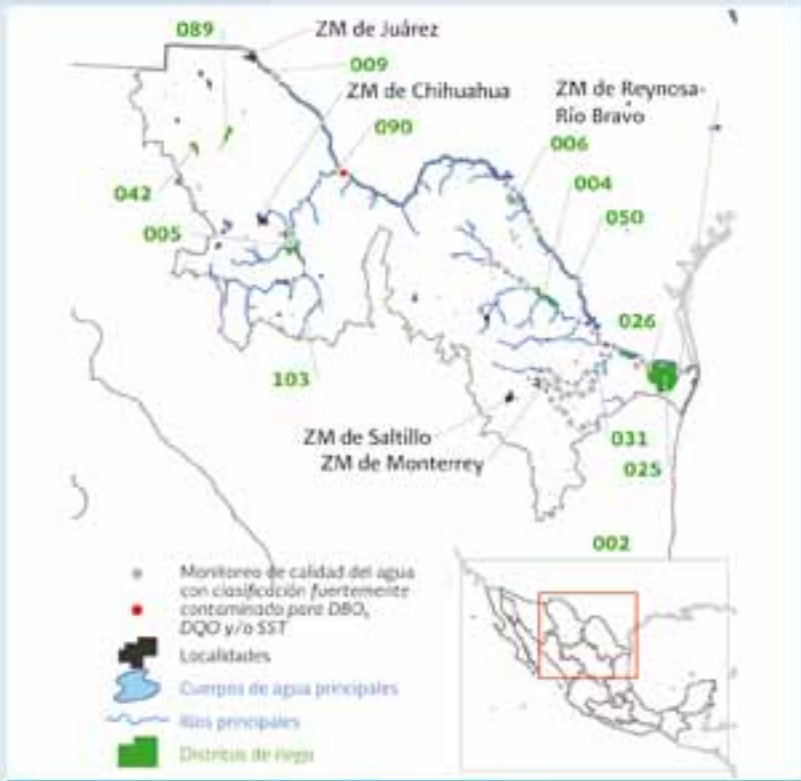 089
ZM de Juárez
009
ZM de Chihuahua
ZM de Reynosa-
Río Bravo
090
006
004
042
050
005
026
103
ZM de Saltillo
ZM de Monterrey
031
025
002
Monitoreo de calidad del agua
con clasificación fuertemente
contaminado para DBO,
DQO y/o SST
Localidades
Cuerpos de agua principales
Ríos principales
Distritos de riego